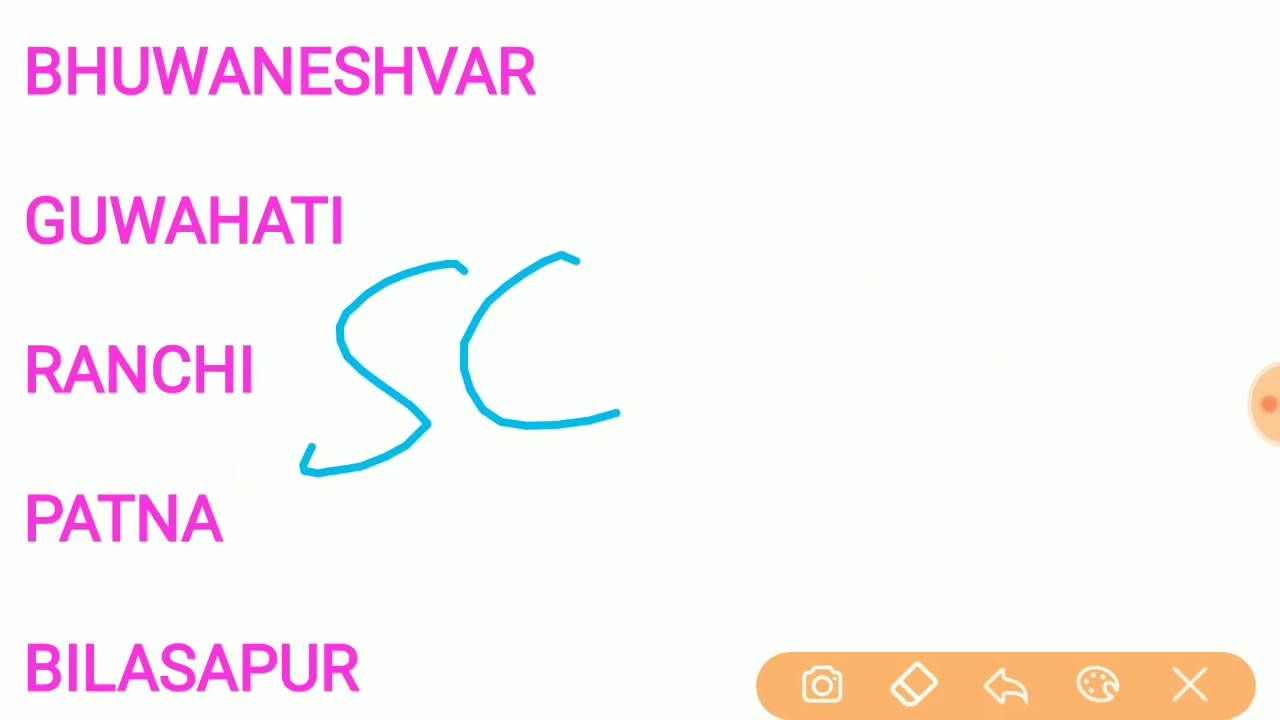 BHUWANESHVAR
GUWAHATI
SC
RANCHI
PATNA
BILASAPUR